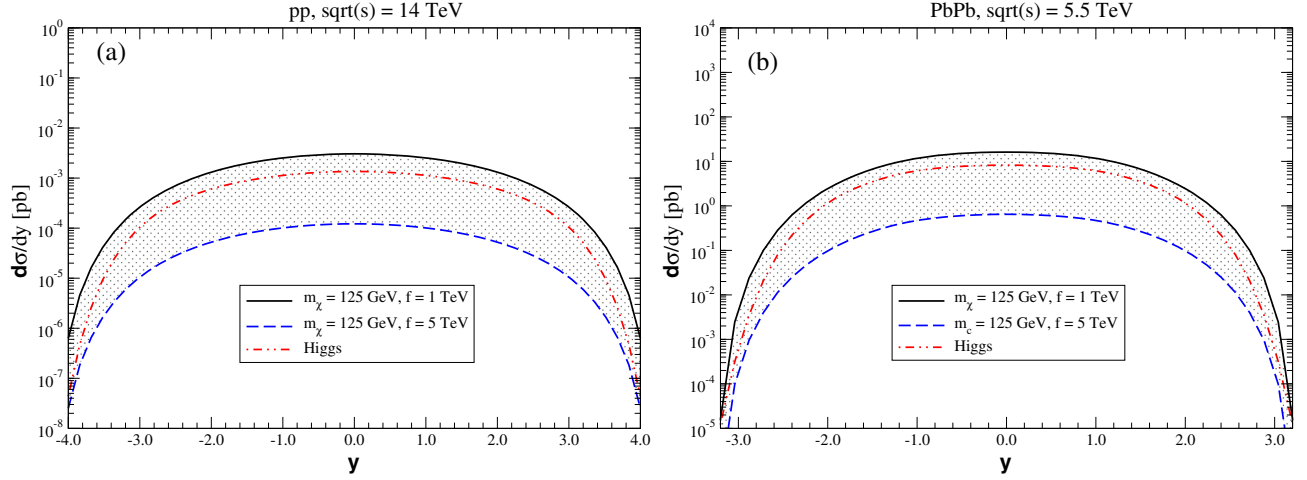 pp, sqrt(s) = 14 TeV
(a)
dσ/dy [pb]
10^0
10^-1
10^-2
10^-3
10^-4
10^-5
10^-6
10^-7
10^-8
m_χ = 125 GeV, f = 1 TeV
m_χ = 125 GeV, f = 5 TeV
Higgs
-4.0 -3.0 -2.0 -1.0 0.0 1.0 2.0 3.0 4.0
y
PbPb, sqrt(s) = 5.5 TeV
(b)
dσ/dy [pb]
10^4
10^3
10^2
10^1
10^0
10^-1
10^-2
10^-3
10^-4
10^-5
m_χ = 125 GeV, f = 1 TeV
m_c = 125 GeV, f = 5 TeV
Higgs
-3.0 -2.0 -1.0 0.0 1.0 2.0 3.0
y